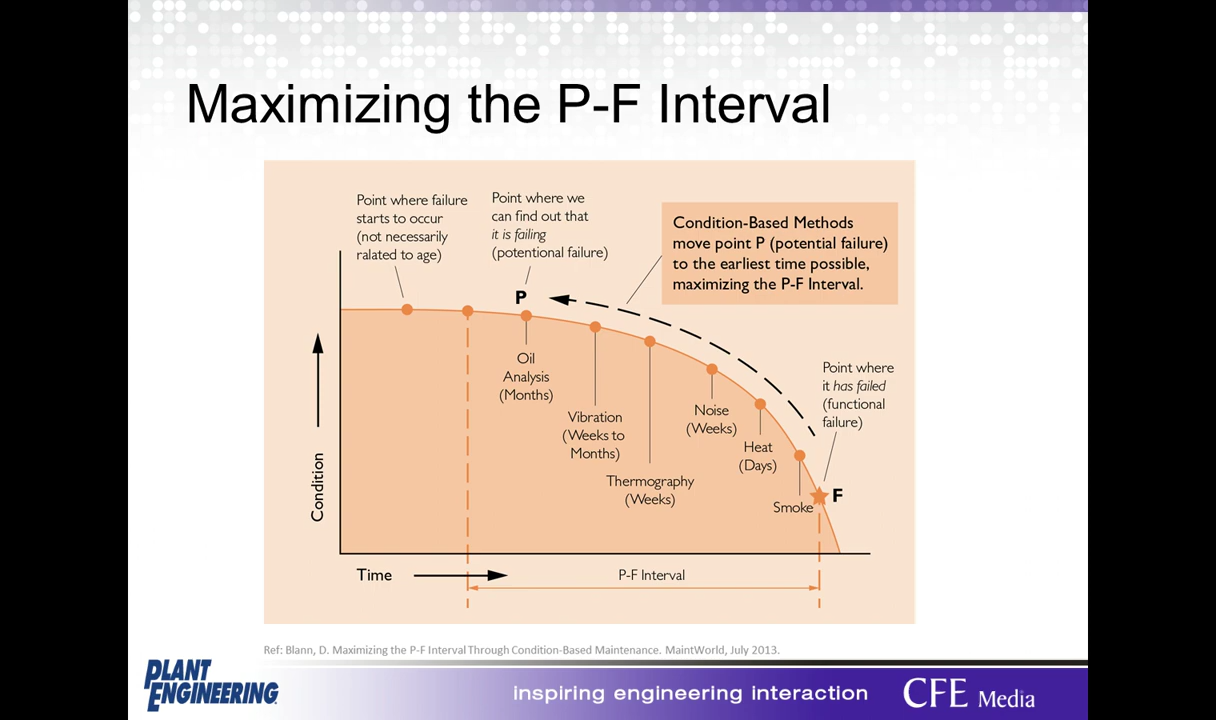 Maximizing the P-F Interval
Point where failure
starts to occur
(not necessarily
ralated to age)
Point where we
can find out that
it is failing
(potentional failure)
Condition-Based Methods
move point P (potential failure)
to the earliest time possible,
maximizing the P-F Interval.
P
Oil
Analysis
(Months)
Vibration
(Weeks to
Months)
Thermography
(Weeks)
Noise
(Weeks)
Heat
(Days)
Smoke
Point where
it has failed
(functional
failure)
F
Condition
Time
P-F Interval
Ref: Blann, D. Maximizing the P-F Interval Through Condition-Based Maintenance. MaintWorld, July 2013.
PLANT
ENGINEERING
inspiring engineering interaction
CFE Media